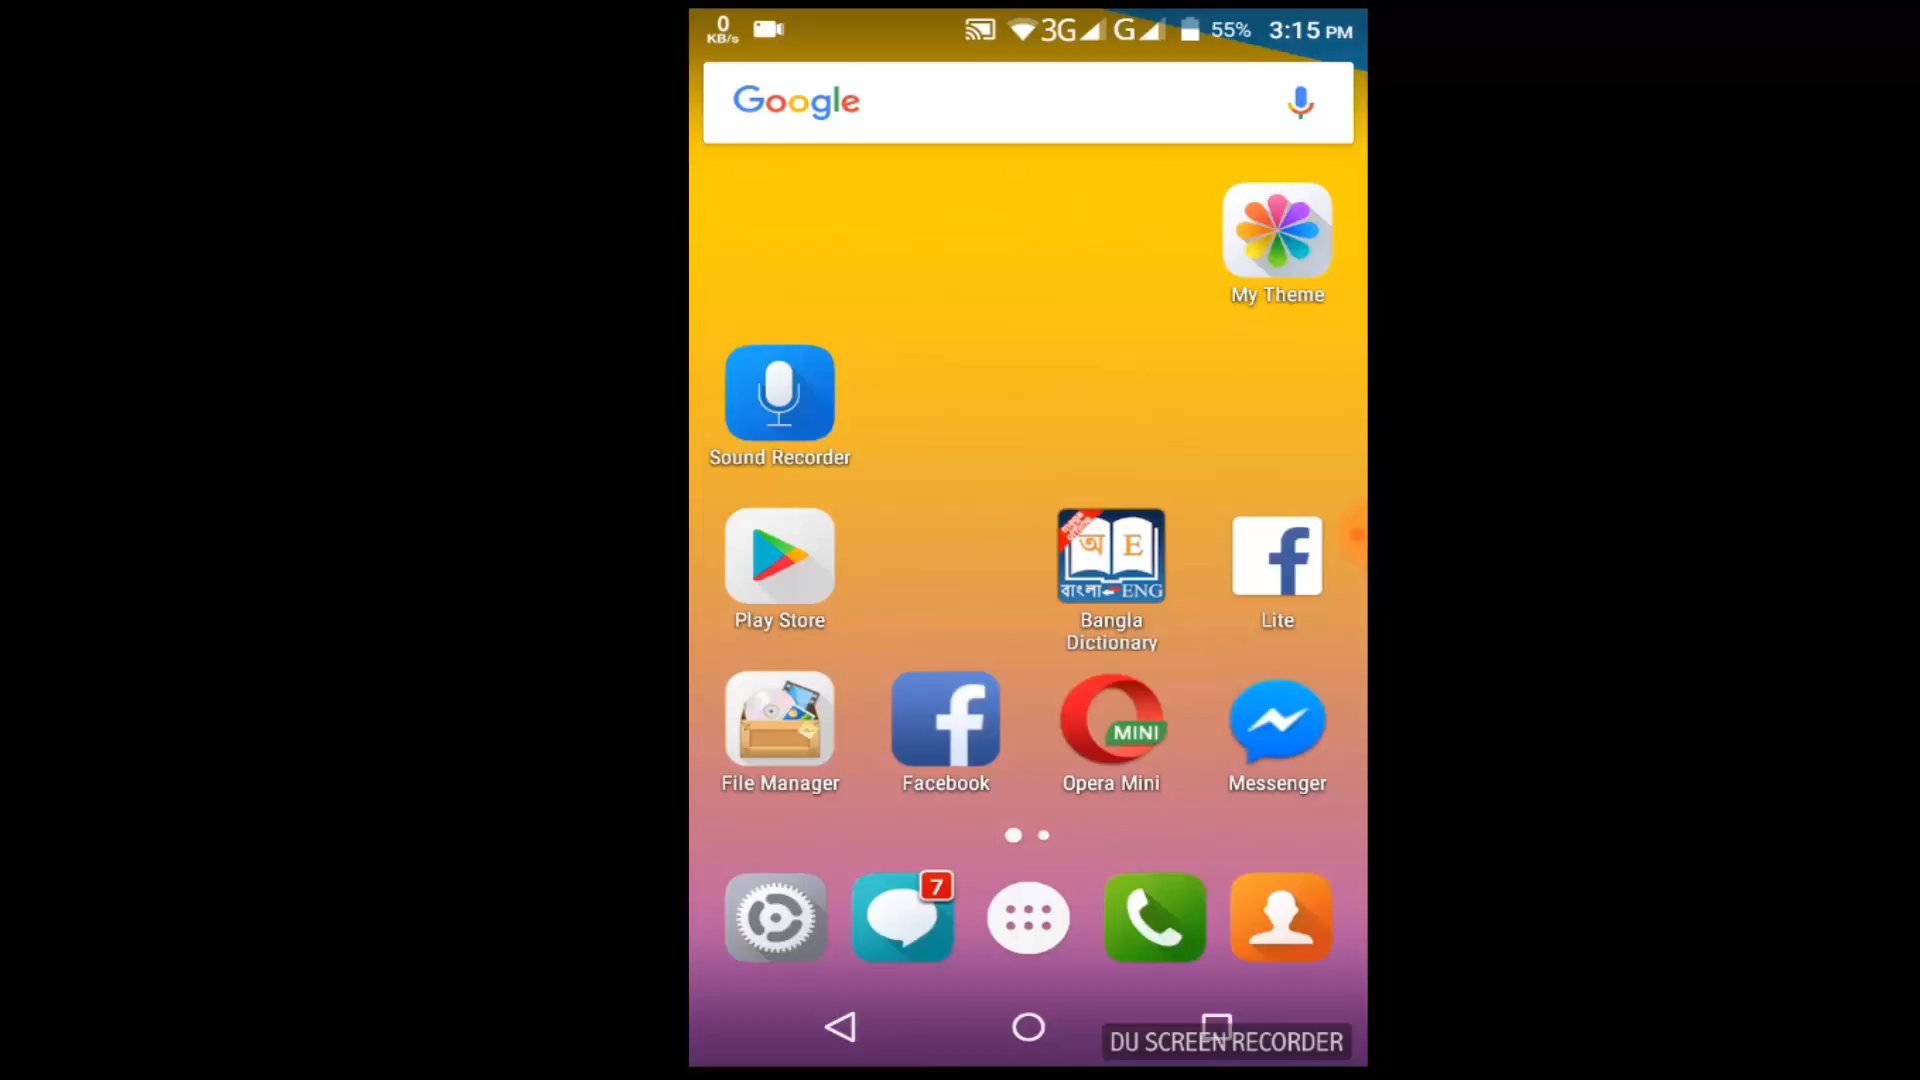 0
KB/s
3G
G
55%
3:15 PM
Google
My Theme
Sound Recorder
অ E
বাংলা ENG
Play Store
Bangla
Dictionary
Lite
MINI
File Manager
Facebook
Opera Mini
Messenger
7
DU SCREEN RECORDER